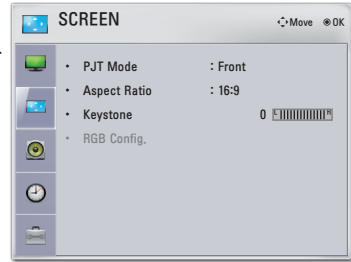 SCREEN
Move ◉OK
• PJT Mode : Front
• Aspect Ratio : 16:9
• Keystone 0 L R
• RGB Config.